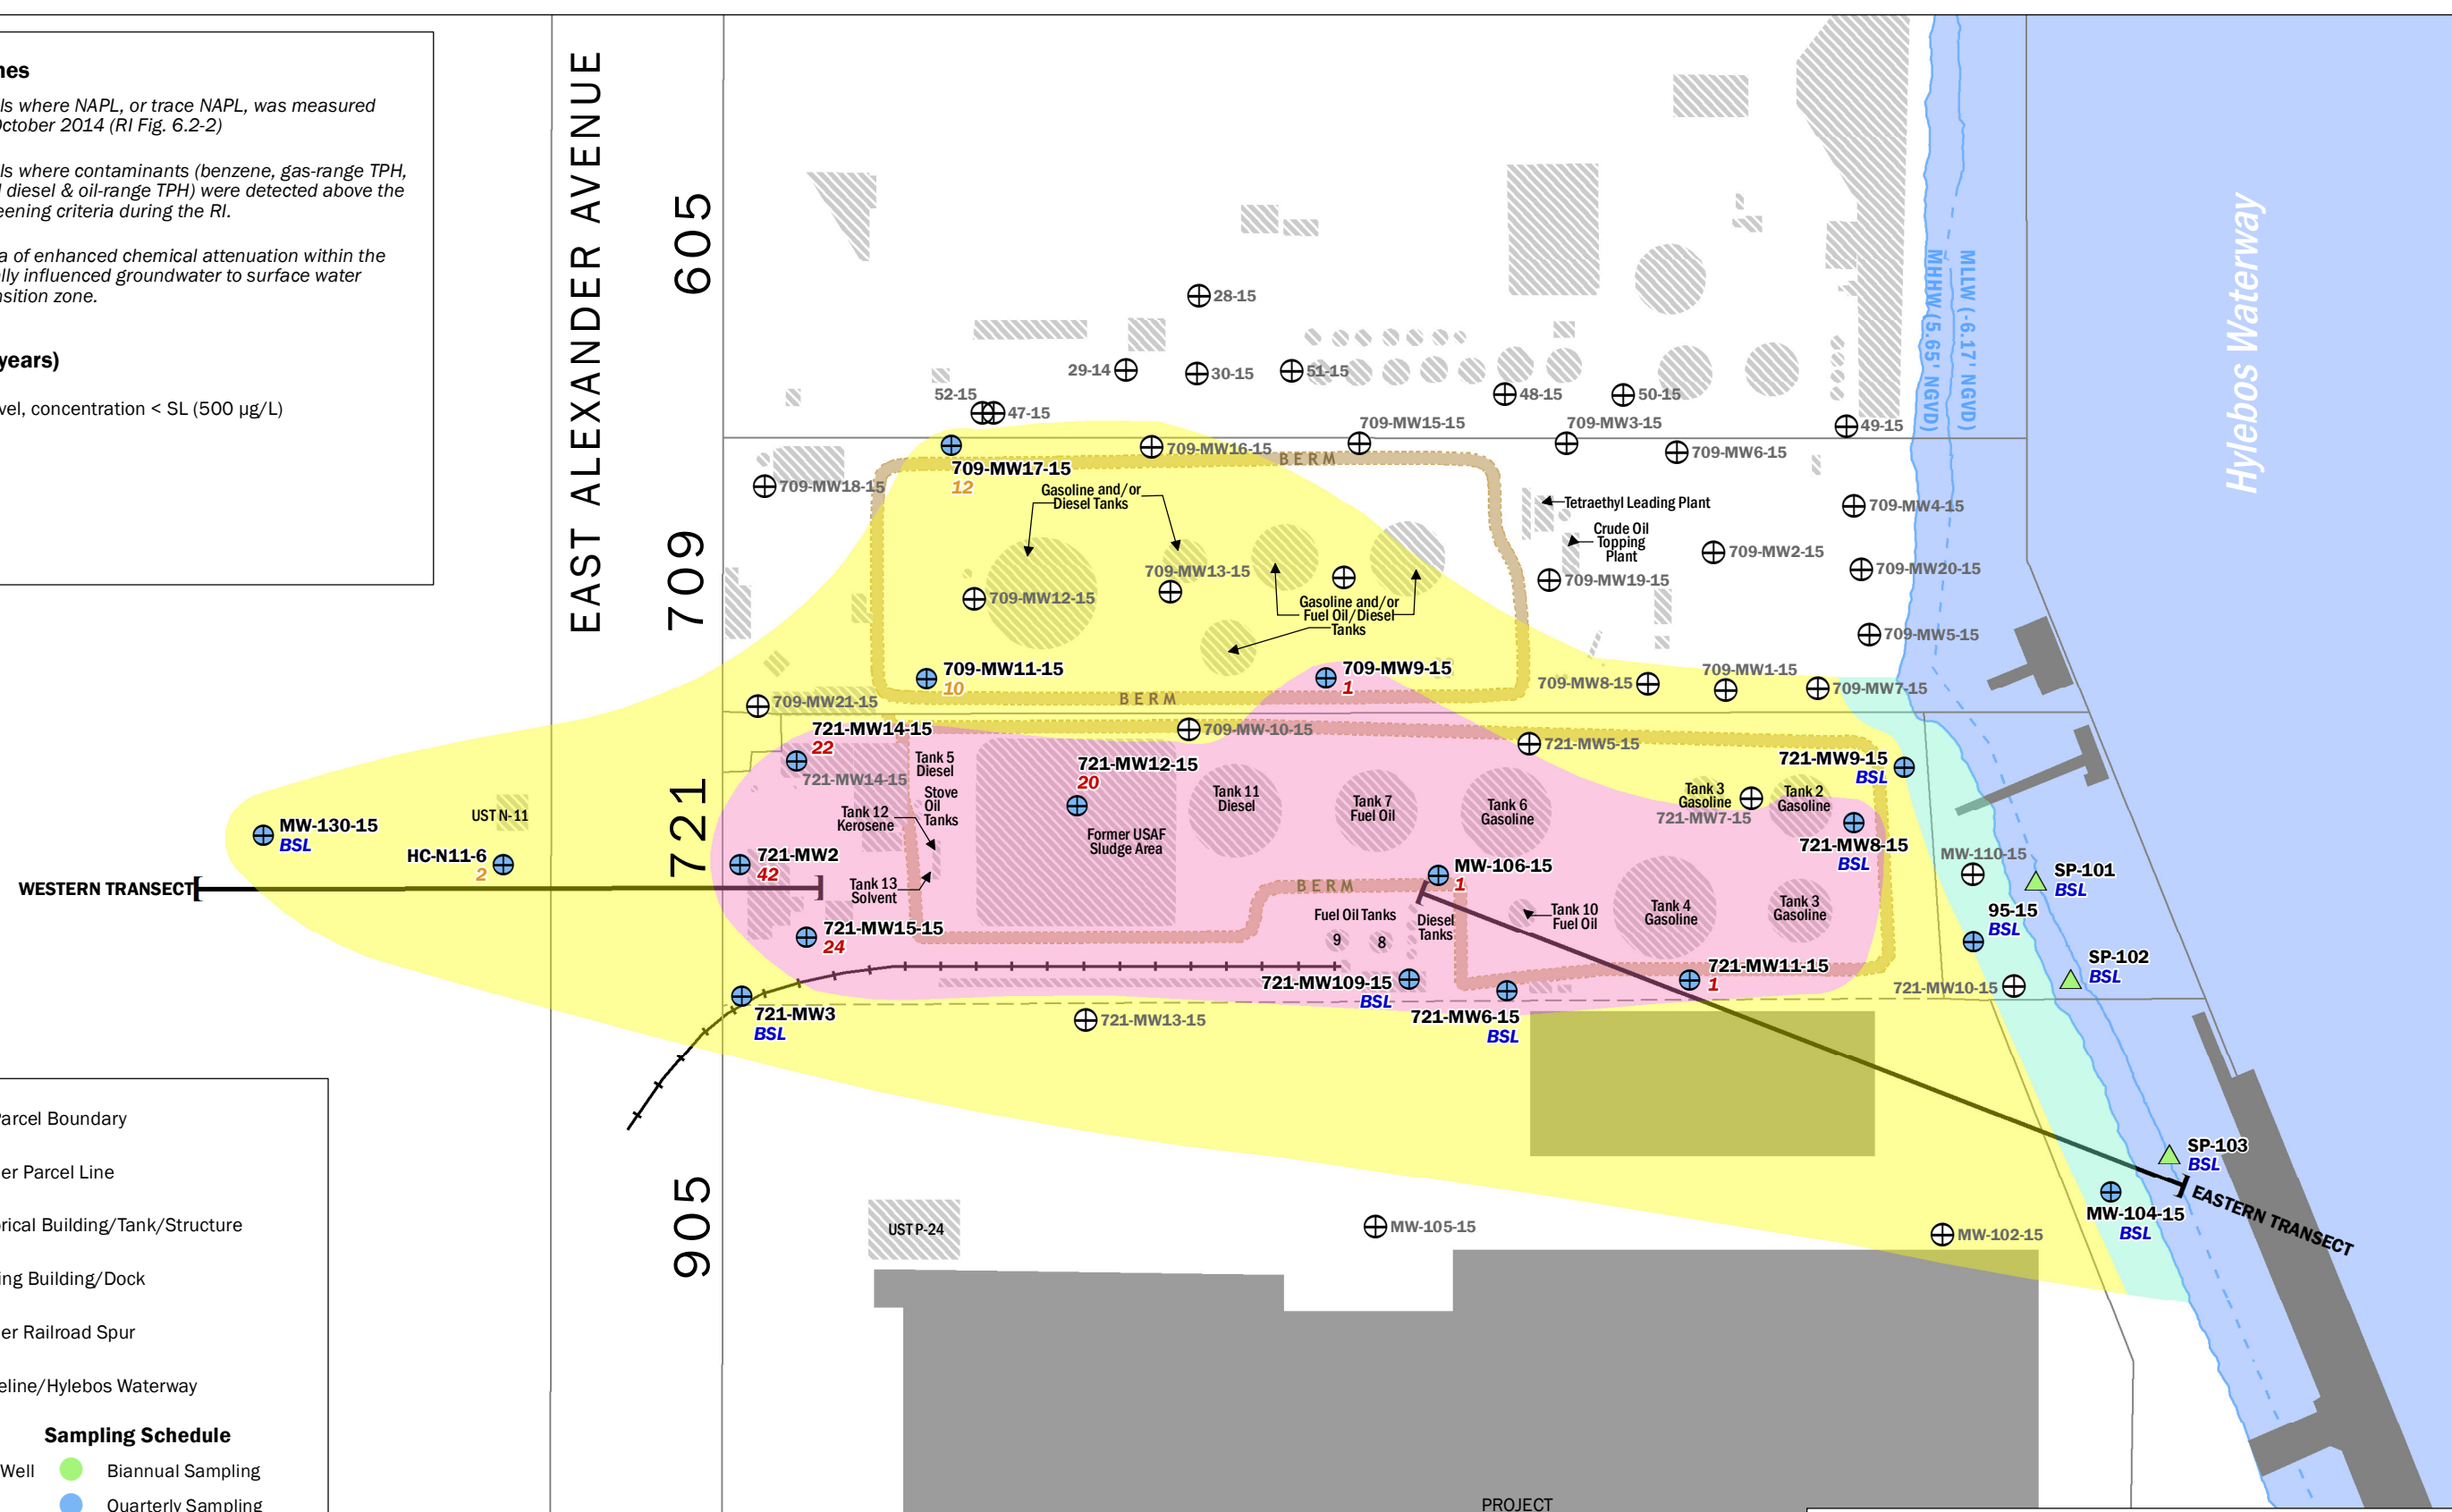 nes
ls where NAPL, or trace NAPL, was measured
October 2014 (RI Fig. 6.2-2)
ls where contaminants (benzene, gas-range TPH,
l diesel & oil-range TPH) were detected above the
eening criteria during the RI.
a of enhanced chemical attenuation within the
lly influenced groundwater to surface water
nsition zone.
years)
vel, concentration < SL (500 µg/L)
EAST ALEXANDER AVENUE
605
709
721
905
Hylebos Waterway
MHHW (5.65' NGVD)
MLLW (-6.17' NGVD)
28-15
29-14
30-15
51-15
52-15
47-15
48-15
50-15
49-15
709-MW15-15
709-MW3-15
709-MW16-15
709-MW6-15
BERM
709-MW17-15
12
709-MW18-15
Gasoline and/or
Diesel Tanks
Tetraethyl Leading Plant
Crude Oil
Topping
Plant
709-MW4-15
709-MW2-15
709-MW20-15
709-MW13-15
709-MW12-15
709-MW19-15
Gasoline and/or
Fuel Oil/Diesel
Tanks
709-MW5-15
709-MW11-15
10
709-MW9-15
1
709-MW8-15
709-MW1-15
709-MW7-15
BERM
709-MW21-15
721-MW14-15
22
721-MW14-15
709-MW-10-15
721-MW5-15
Tank 5
Diesel
721-MW12-15
20
721-MW9-15
BSL
Stove
Oil
Tanks
Tank 12
Kerosene
Tank 11
Diesel
Tank 7
Fuel Oil
Tank 6
Gasoline
Tank 3
Gasoline
721-MW7-15
Tank 2
Gasoline
UST N-11
MW-130-15
BSL
HC-N11-6
2
Former USAF
Sludge Area
721-MW8-15
BSL
721-MW2
42
MW-106-15
1
MW-110-15
SP-101
BSL
WESTERN TRANSECT
Tank 13
Solvent
BERM
Fuel Oil Tanks
9
8
Diesel
Tanks
Tank 10
Fuel Oil
Tank 4
Gasoline
Tank 3
Gasoline
95-15
BSL
721-MW15-15
24
SP-102
BSL
721-MW109-15
BSL
721-MW11-15
1
721-MW10-15
721-MW3
BSL
721-MW13-15
721-MW6-15
BSL
SP-103
BSL
EASTERN TRANSECT
MW-104-15
BSL
UST P-24
MW-105-15
MW-102-15
Parcel Boundary
er Parcel Line
orical Building/Tank/Structure
ing Building/Dock
er Railroad Spur
eline/Hylebos Waterway
Sampling Schedule
Well
Biannual Sampling
Quarterly Sampling
PROJECT